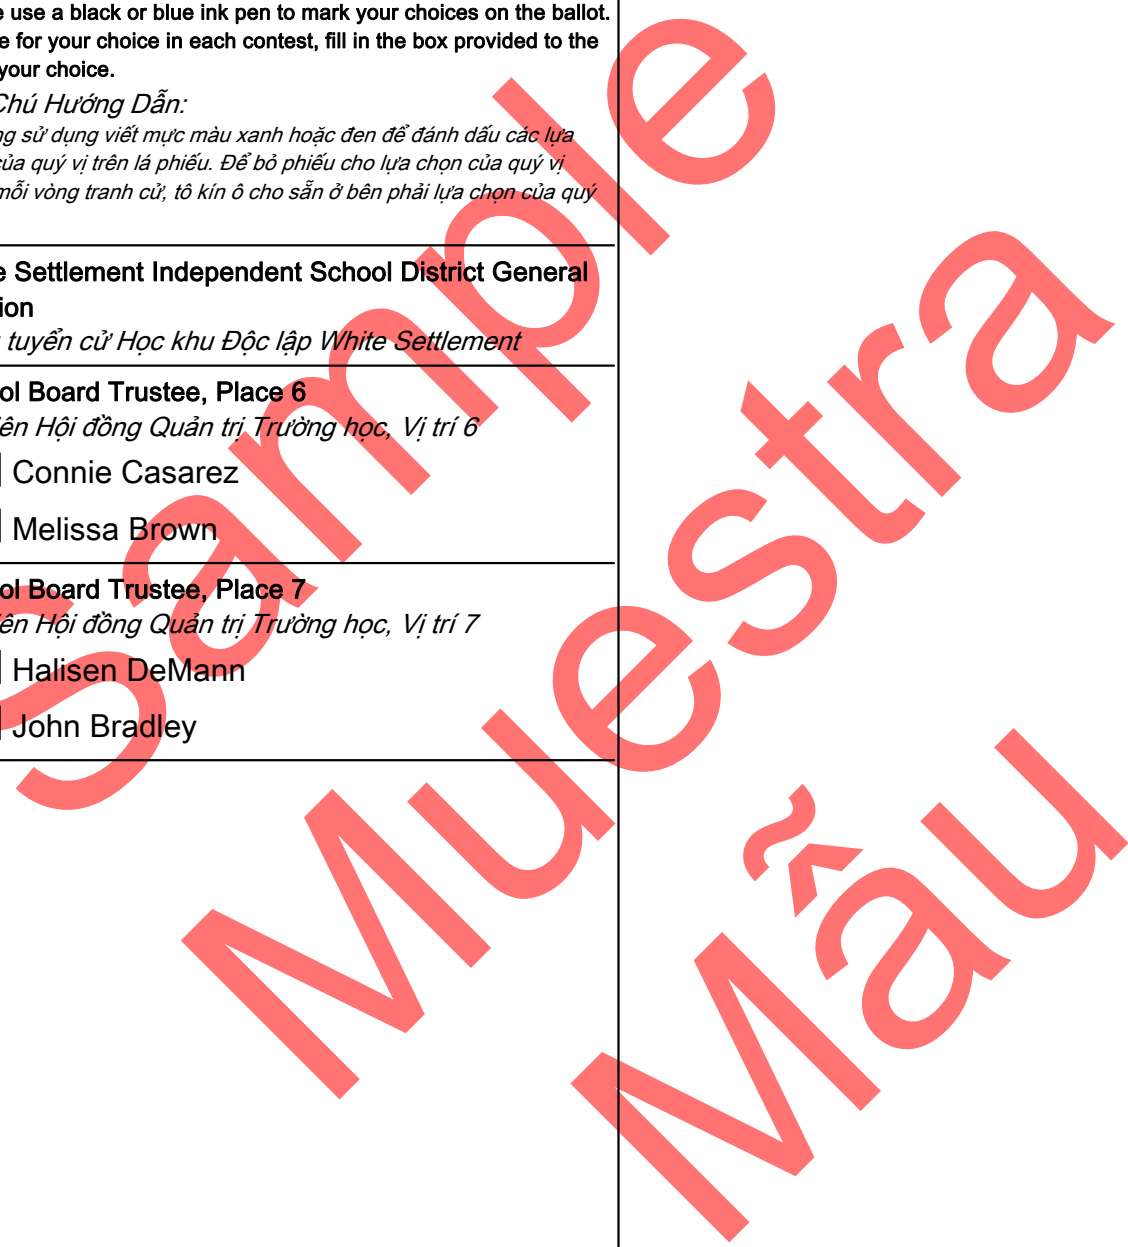 e use a black or blue ink pen to mark your choices on the ballot.
e for your choice in each contest, fill in the box provided to the
your choice.
Chú Hướng Dẫn:
ng sử dụng viết mực màu xanh hoặc đen để đánh dấu các lựa
của quý vị trên lá phiếu. Để bỏ phiếu cho lựa chọn của quý vị
mỗi vòng tranh cử, tô kín ô cho sẵn ở bên phải lựa chọn của quý
e Settlement Independent School District General
ion
tuyển cử Học khu Độc lập White Settlement
ol Board Trustee, Place 6
iên Hội đồng Quản trị Trường học, Vị trí 6
Connie Casarez
Melissa Brown
ol Board Trustee, Place 7
iên Hội đồng Quản trị Trường học, Vị trí 7
Halisen DeMann
John Bradley
Sample
Muestra
Mẫu